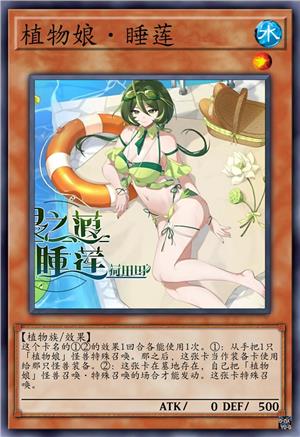 植物娘・睡莲
水
睡莲
荷田町
【植物族/效果】
这个卡名的①②的效果1回合各能使用1次。①：从手把1只
「植物娘」怪兽特殊召唤。那之后，这张卡当作装备卡使用
给那只怪兽装备。②：这张卡在墓地存在，自己把「植物
娘」怪兽召唤・特殊召唤的场合才能发动。这张卡特殊召
唤。
ATK/ 0 DEF/ 500